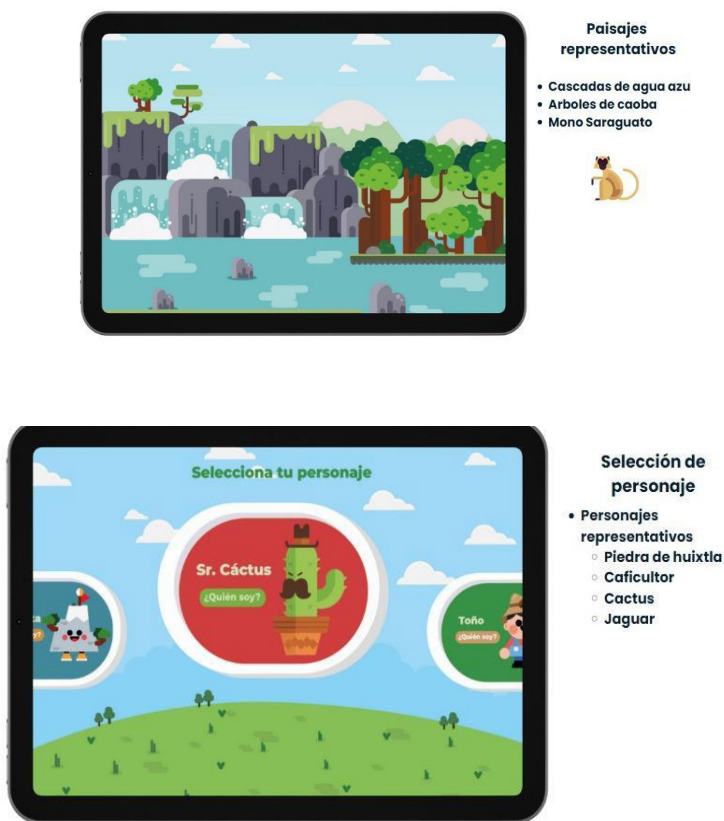 Paisajes
representativos
• Cascadas de agua azu
• Arboles de caoba
• Mono Saraguato
Selecciona tu personaje
Sr. Cáctus
¿Quién soy?
Toño
¿Quién soy?
Selección de
personaje
• Personajes
representativos
◦ Piedra de huixtla
◦ Caficultor
◦ Cactus
◦ Jaguar